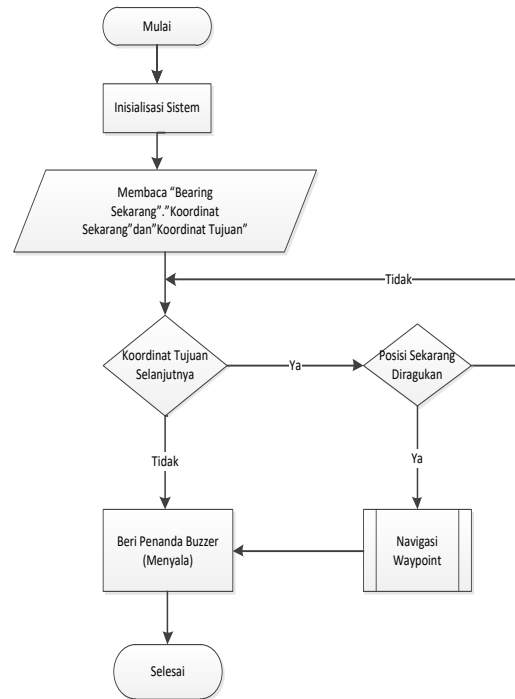 Mulai
Inisialisasi Sistem
Membaca “Bearing
Sekarang”.”Koordinat
Sekarang”dan”Koordinat Tujuan”
Tidak
Koordinat Tujuan
Selanjutnya
Ya
Posisi Sekarang
Diragukan
Tidak
Ya
Beri Penanda Buzzer
(Menyala)
Navigasi
Waypoint
Selesai